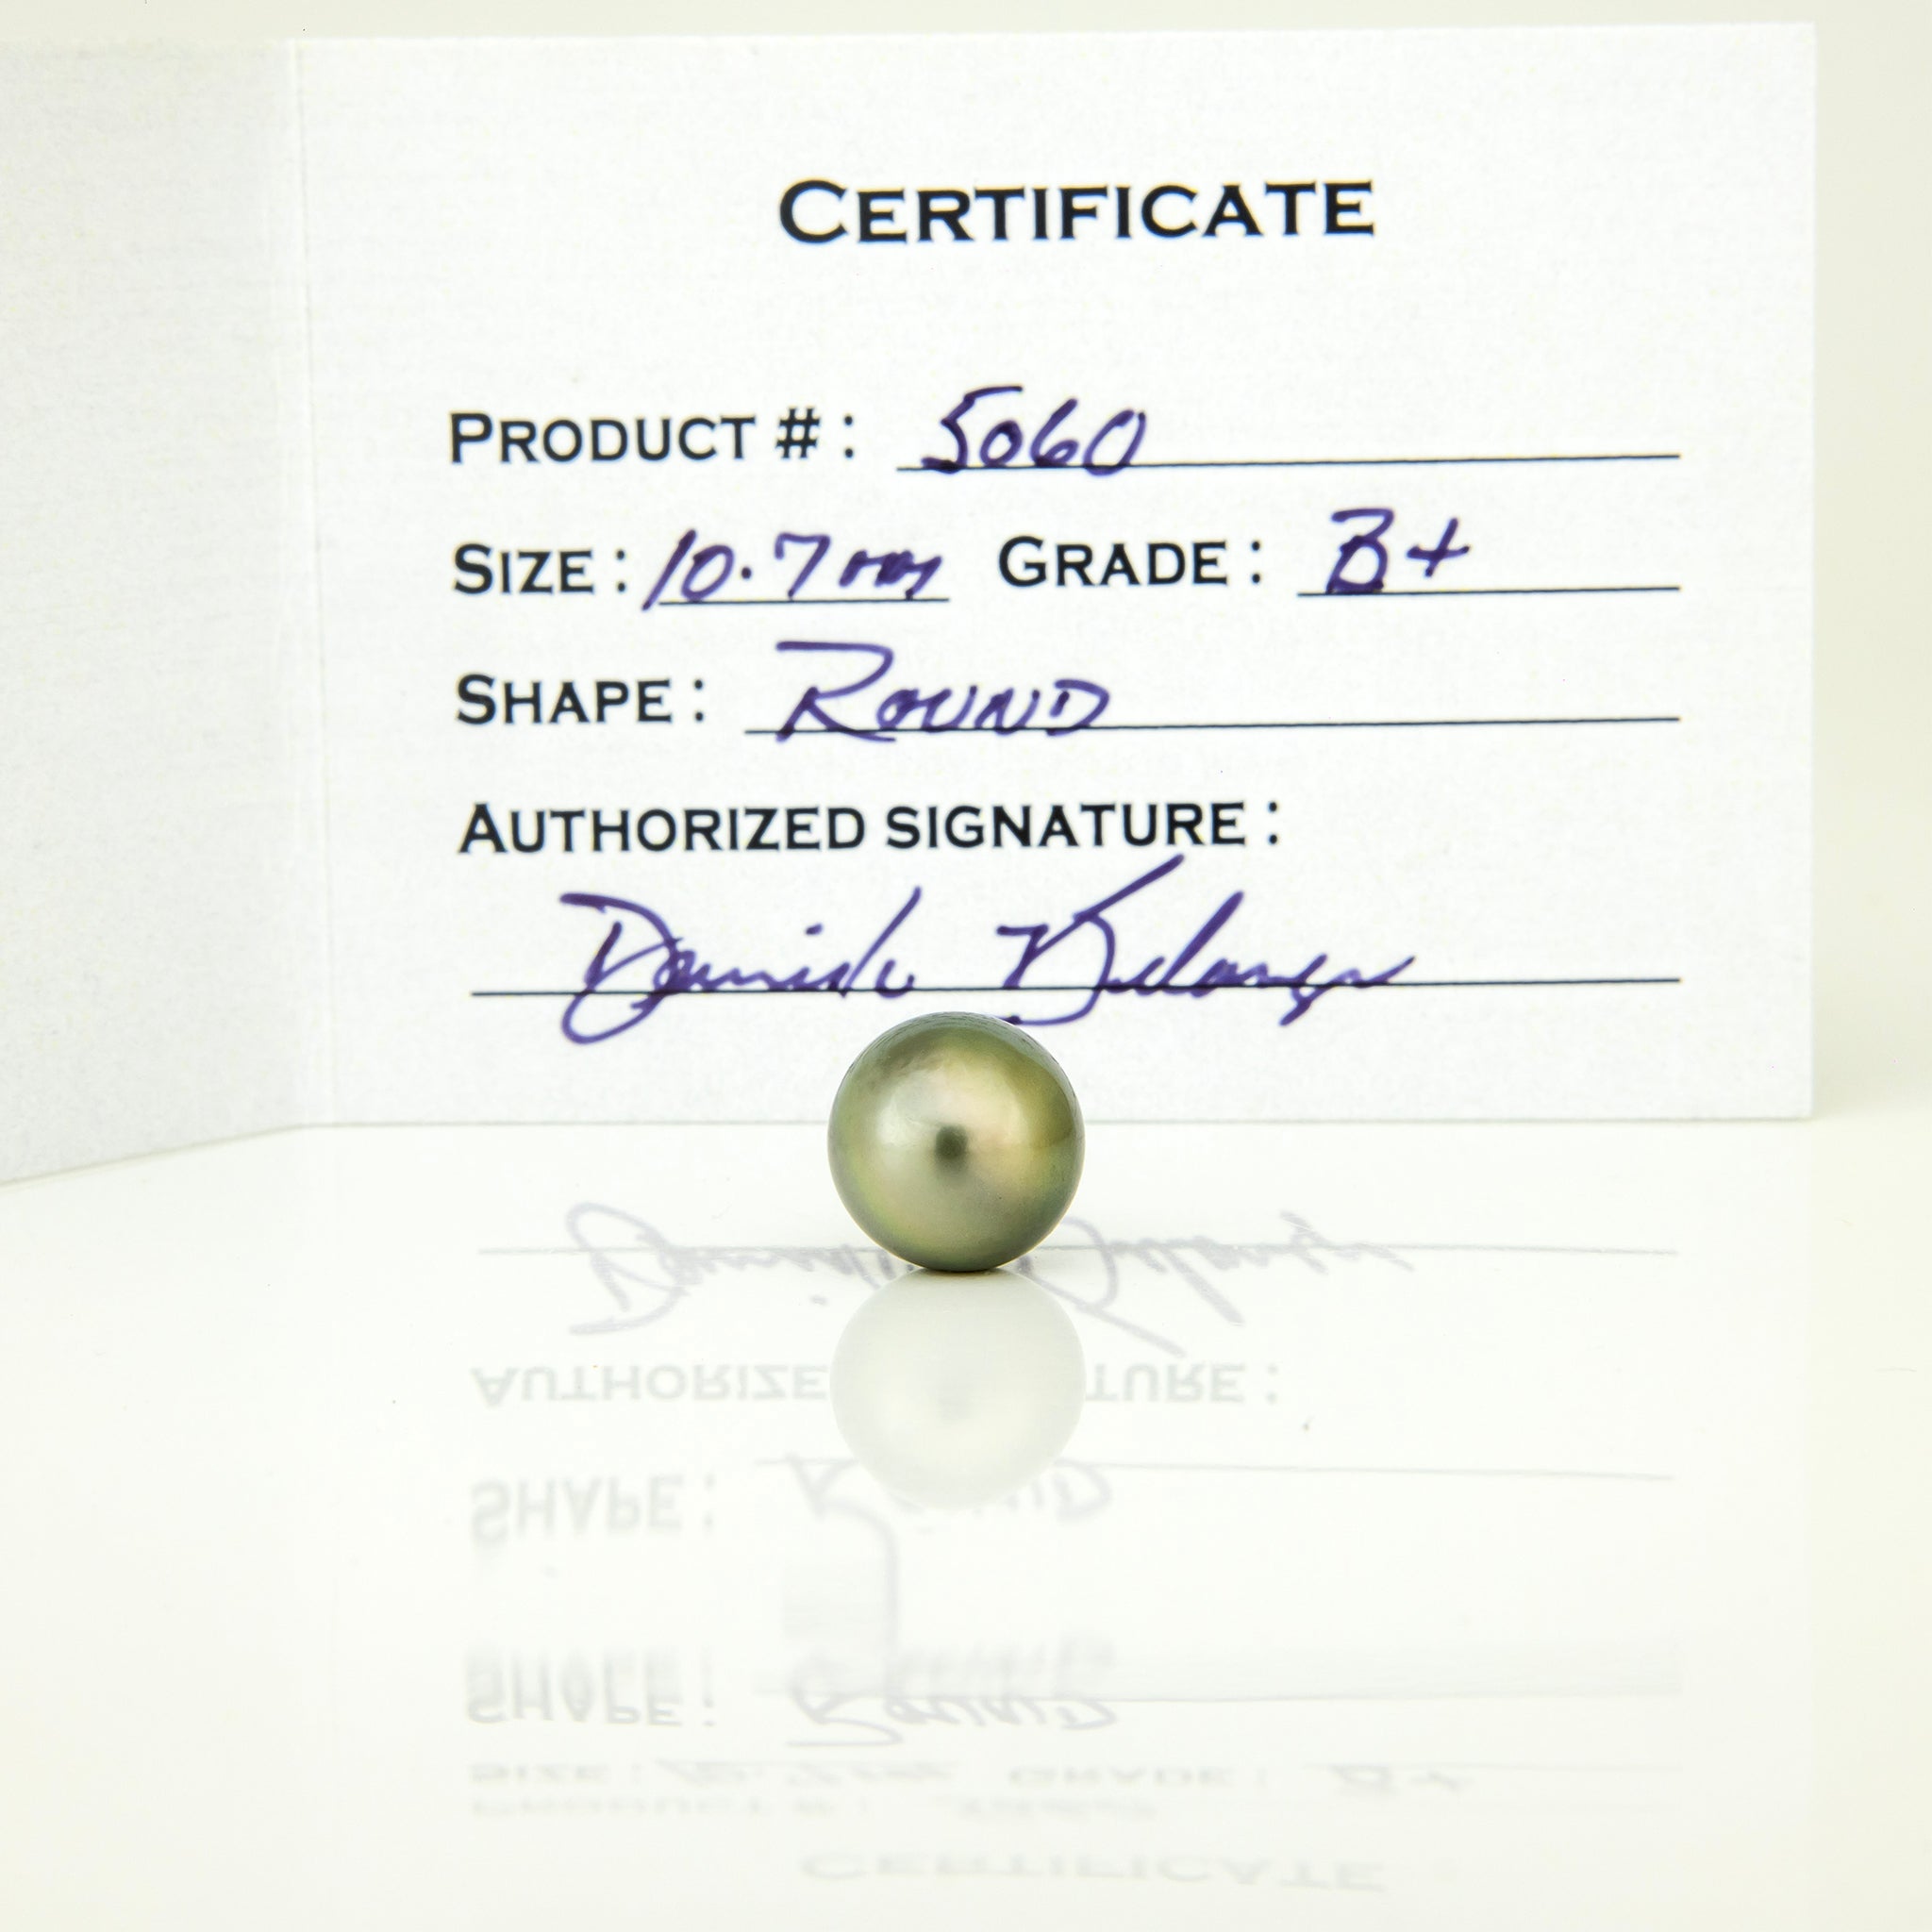 CERTIFICATE
PRODUCT #: 5060
SIZE: 10.7mm GRADE: B+
SHAPE: ROUND
AUTHORIZED SIGNATURE: